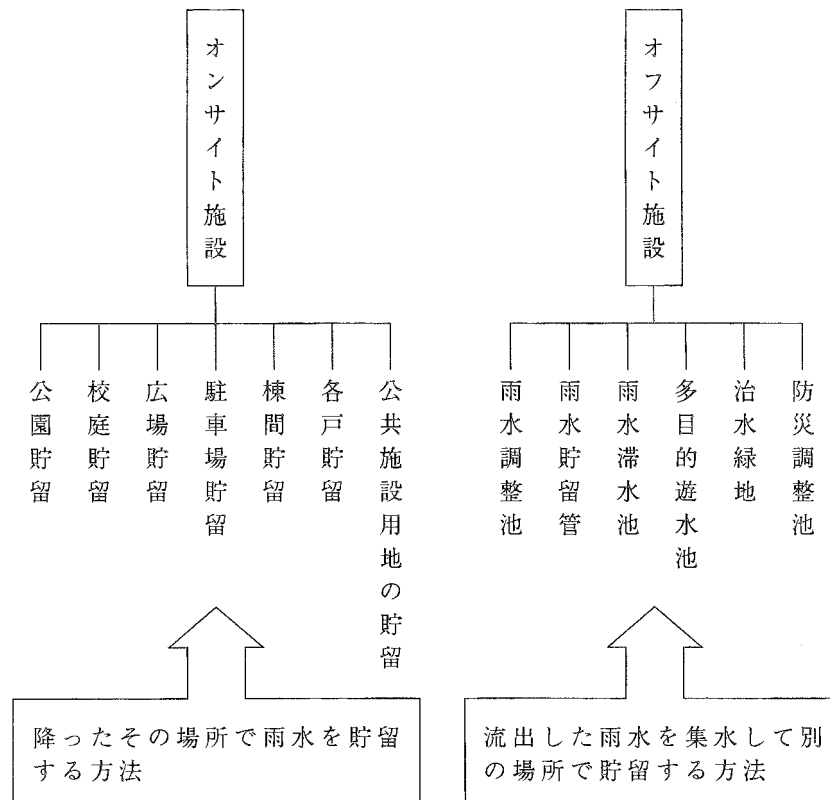 オンサイト施設
公園貯留
校庭貯留
広場貯留
駐車場貯留
棟間貯留
各戸貯留
公共施設用地の貯留
降ったその場所で雨水を貯留
する方法
オフサイト施設
雨水調整池
雨水貯留管
雨水滞水池
多目的遊水池
治水緑地
防災調整池
流出した雨水を集水して別
の場所で貯留する方法